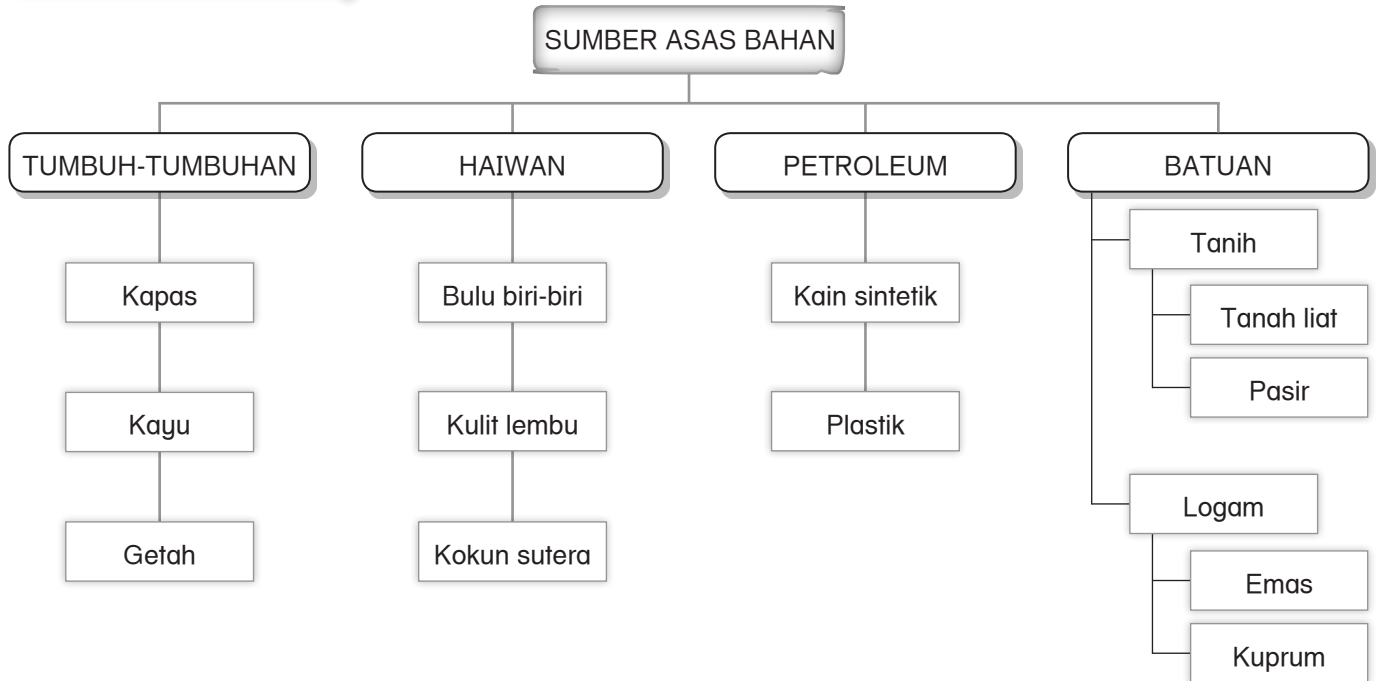 SUMBER ASAS BAHAN
TUMBUH-TUMBUHAN
Kapas
Kayu
Getah
HAIWAN
Bulu biri-biri
Kulit lembu
Kokun sutera
PETROLEUM
Kain sintetik
Plastik
BATUAN
Tanih
Tanah liat
Pasir
Logam
Emas
Kuprum